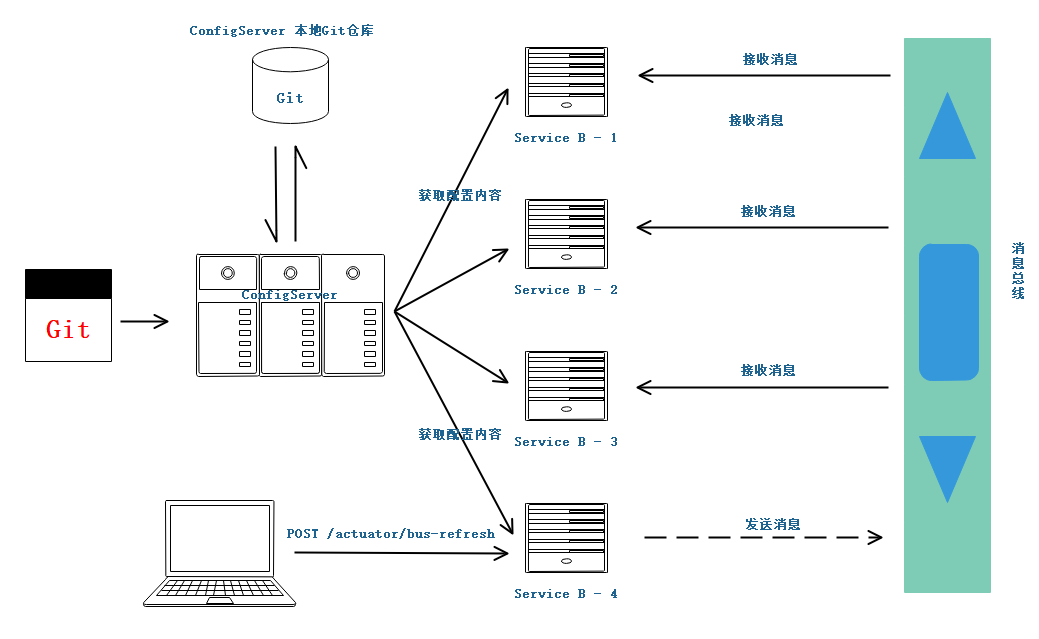 ConfigServer 本地Git仓库
Git
接收消息
Service B - 1
接收消息
获取配置内容
接收消息
消息总线
Service B - 2
ConfigServer
Git
接收消息
获取配置内容
Service B - 3
POST /actuator/bus-refresh
发送消息
Service B - 4